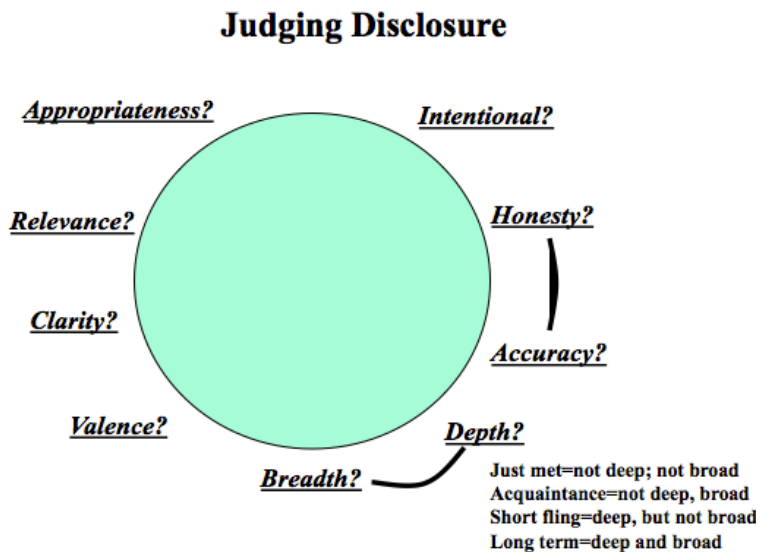 Judging Disclosure
Appropriateness?
Intentional?
Relevance?
Honesty?
Clarity?
Accuracy?
Valence?
Depth?
Breadth?
Just met=not deep; not broad
Acquaintance=not deep, broad
Short fling=deep, but not broad
Long term=deep and broad